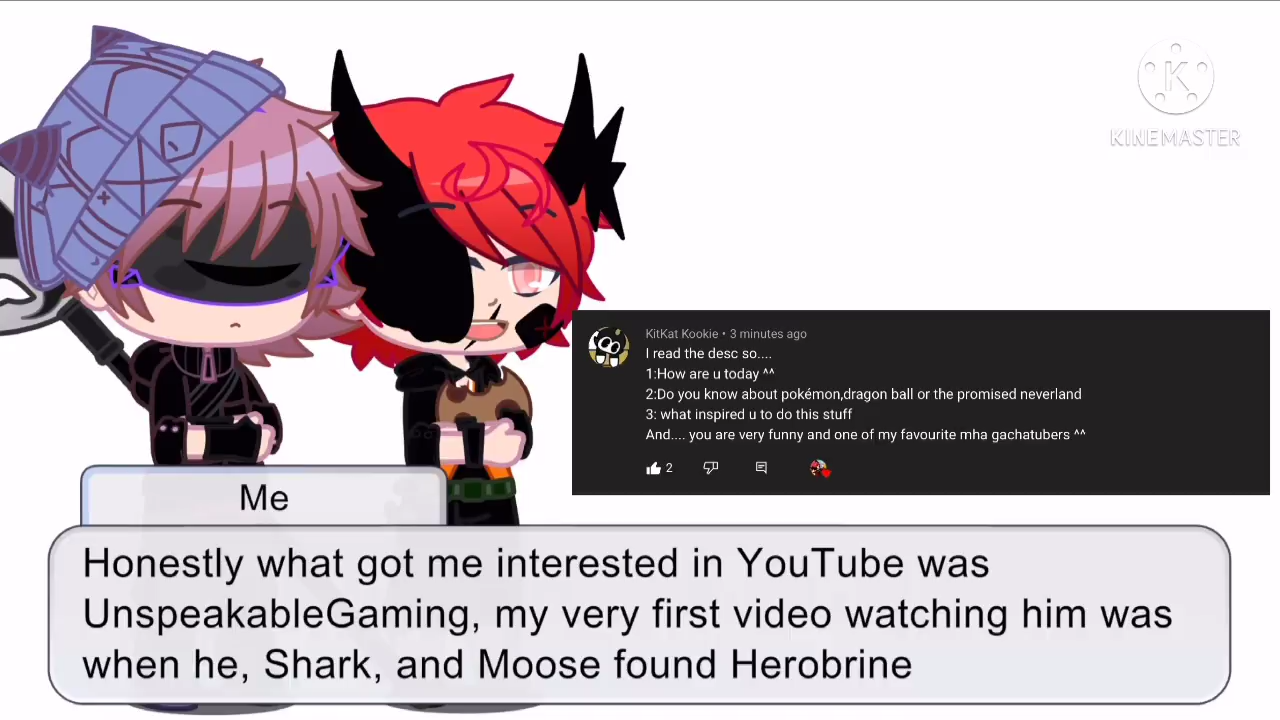 KINEMASTER
KitKat Kookie • 3 minutes ago
I read the desc so....
1:How are u today ^^
2:Do you know about pokémon,dragon ball or the promised neverland
3: what inspired u to do this stuff
And.... you are very funny and one of my favourite mha gachatubers ^^
2
Me
Honestly what got me interested in YouTube was
UnspeakableGaming, my very first video watching him was
when he, Shark, and Moose found Herobrine